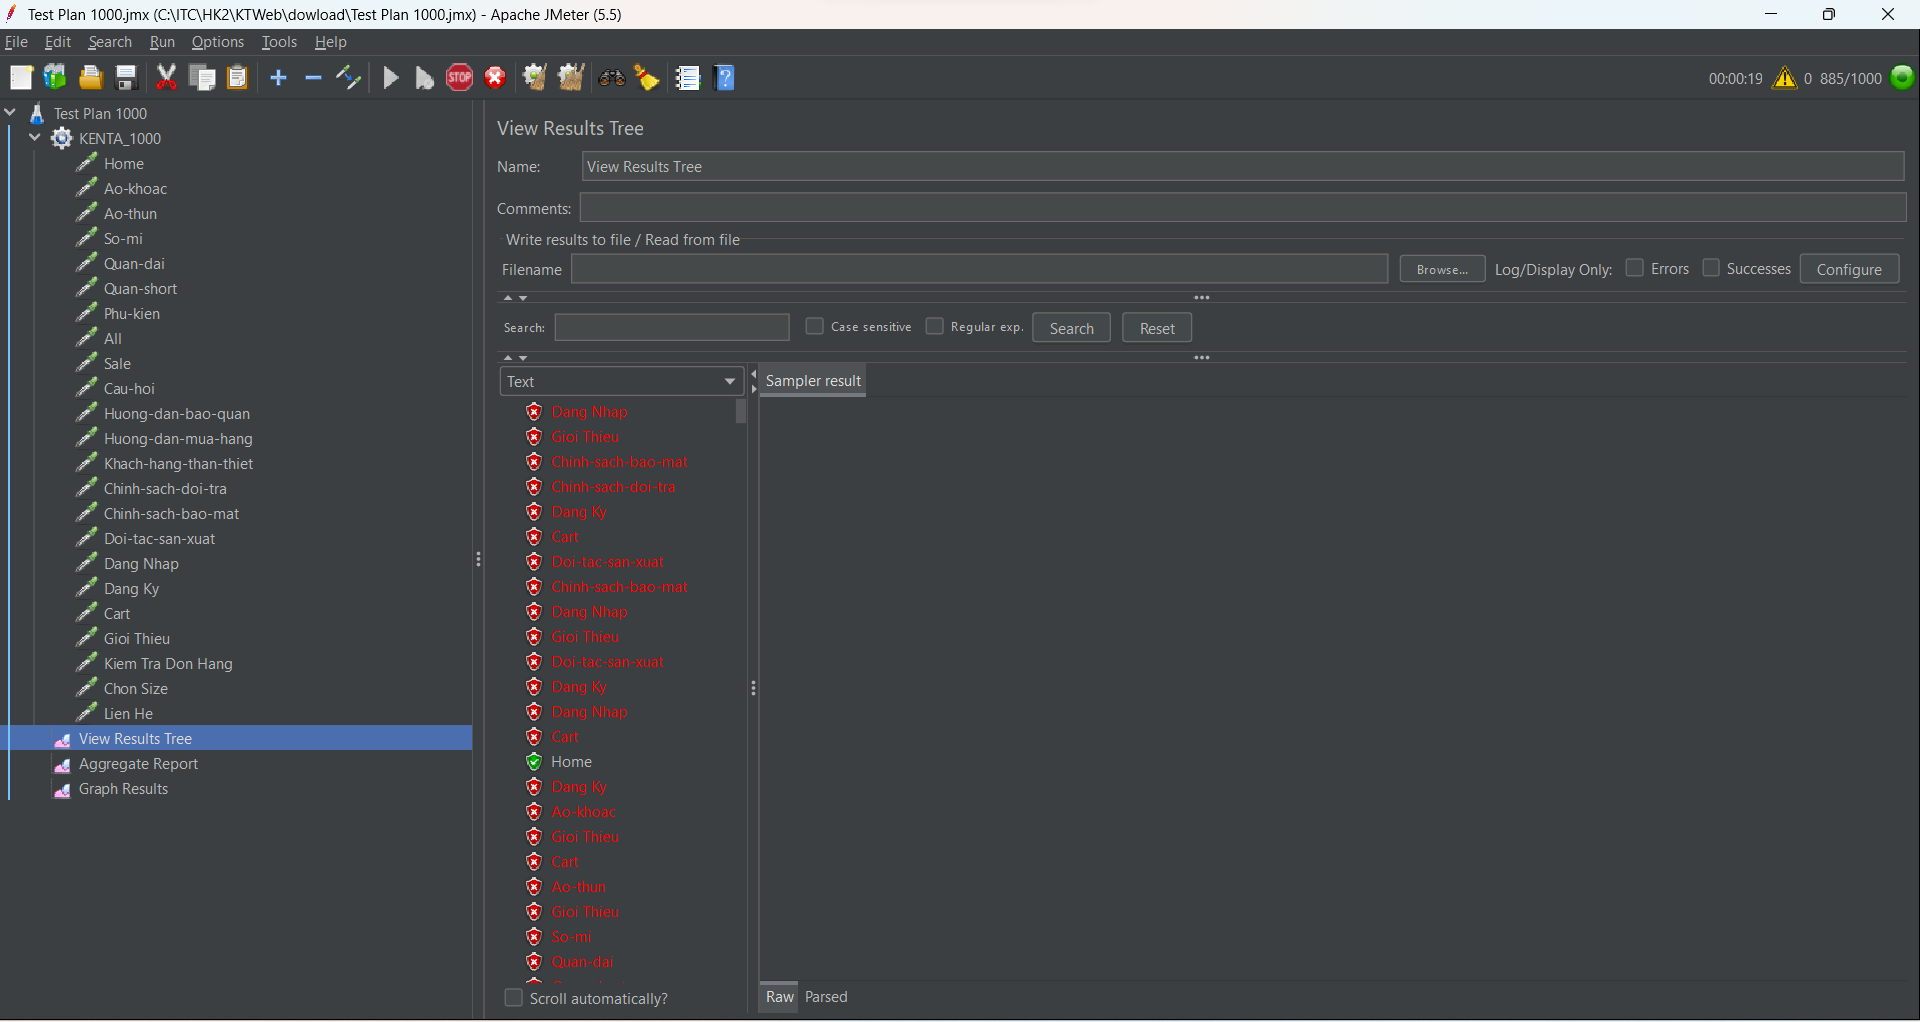 Test Plan 1000.jmx (C:\ITC\HK2\KTWeb\dowload\Test Plan 1000.jmx) - Apache JMeter (5.5)
File Edit Search Run Options Tools Help
STOP
00:00:19 0 885/1000
Test Plan 1000
KENTA_1000
Home
Ao-khoac
Ao-thun
So-mi
Quan-dai
Quan-short
Phu-kien
All
Sale
Cau-hoi
Huong-dan-bao-quan
Huong-dan-mua-hang
Khach-hang-than-thiet
Chinh-sach-doi-tra
Chinh-sach-bao-mat
Doi-tac-san-xuat
Dang Nhap
Dang Ky
Cart
Gioi Thieu
Kiem Tra Don Hang
Chon Size
Lien He
View Results Tree
Aggregate Report
Graph Results
View Results Tree
Name: View Results Tree
Comments:
Write results to file / Read from file
Filename Browse... Log/Display Only: Errors Successes Configure
Search: Case sensitive Regular exp. Search Reset
Text
Sampler result
Dang Nhap
Gioi Thieu
Chinh-sach-bao-mat
Chinh-sach-doi-tra
Dang Ky
Cart
Doi-tac-san-xuat
Chinh-sach-bao-mat
Dang Nhap
Gioi Thieu
Doi-tac-san-xuat
Dang Ky
Dang Nhap
Cart
Home
Dang Ky
Ao-khoac
Gioi Thieu
Cart
Ao-thun
Gioi Thieu
So-mi
Quan-dai
Scroll automatically?
Raw Parsed